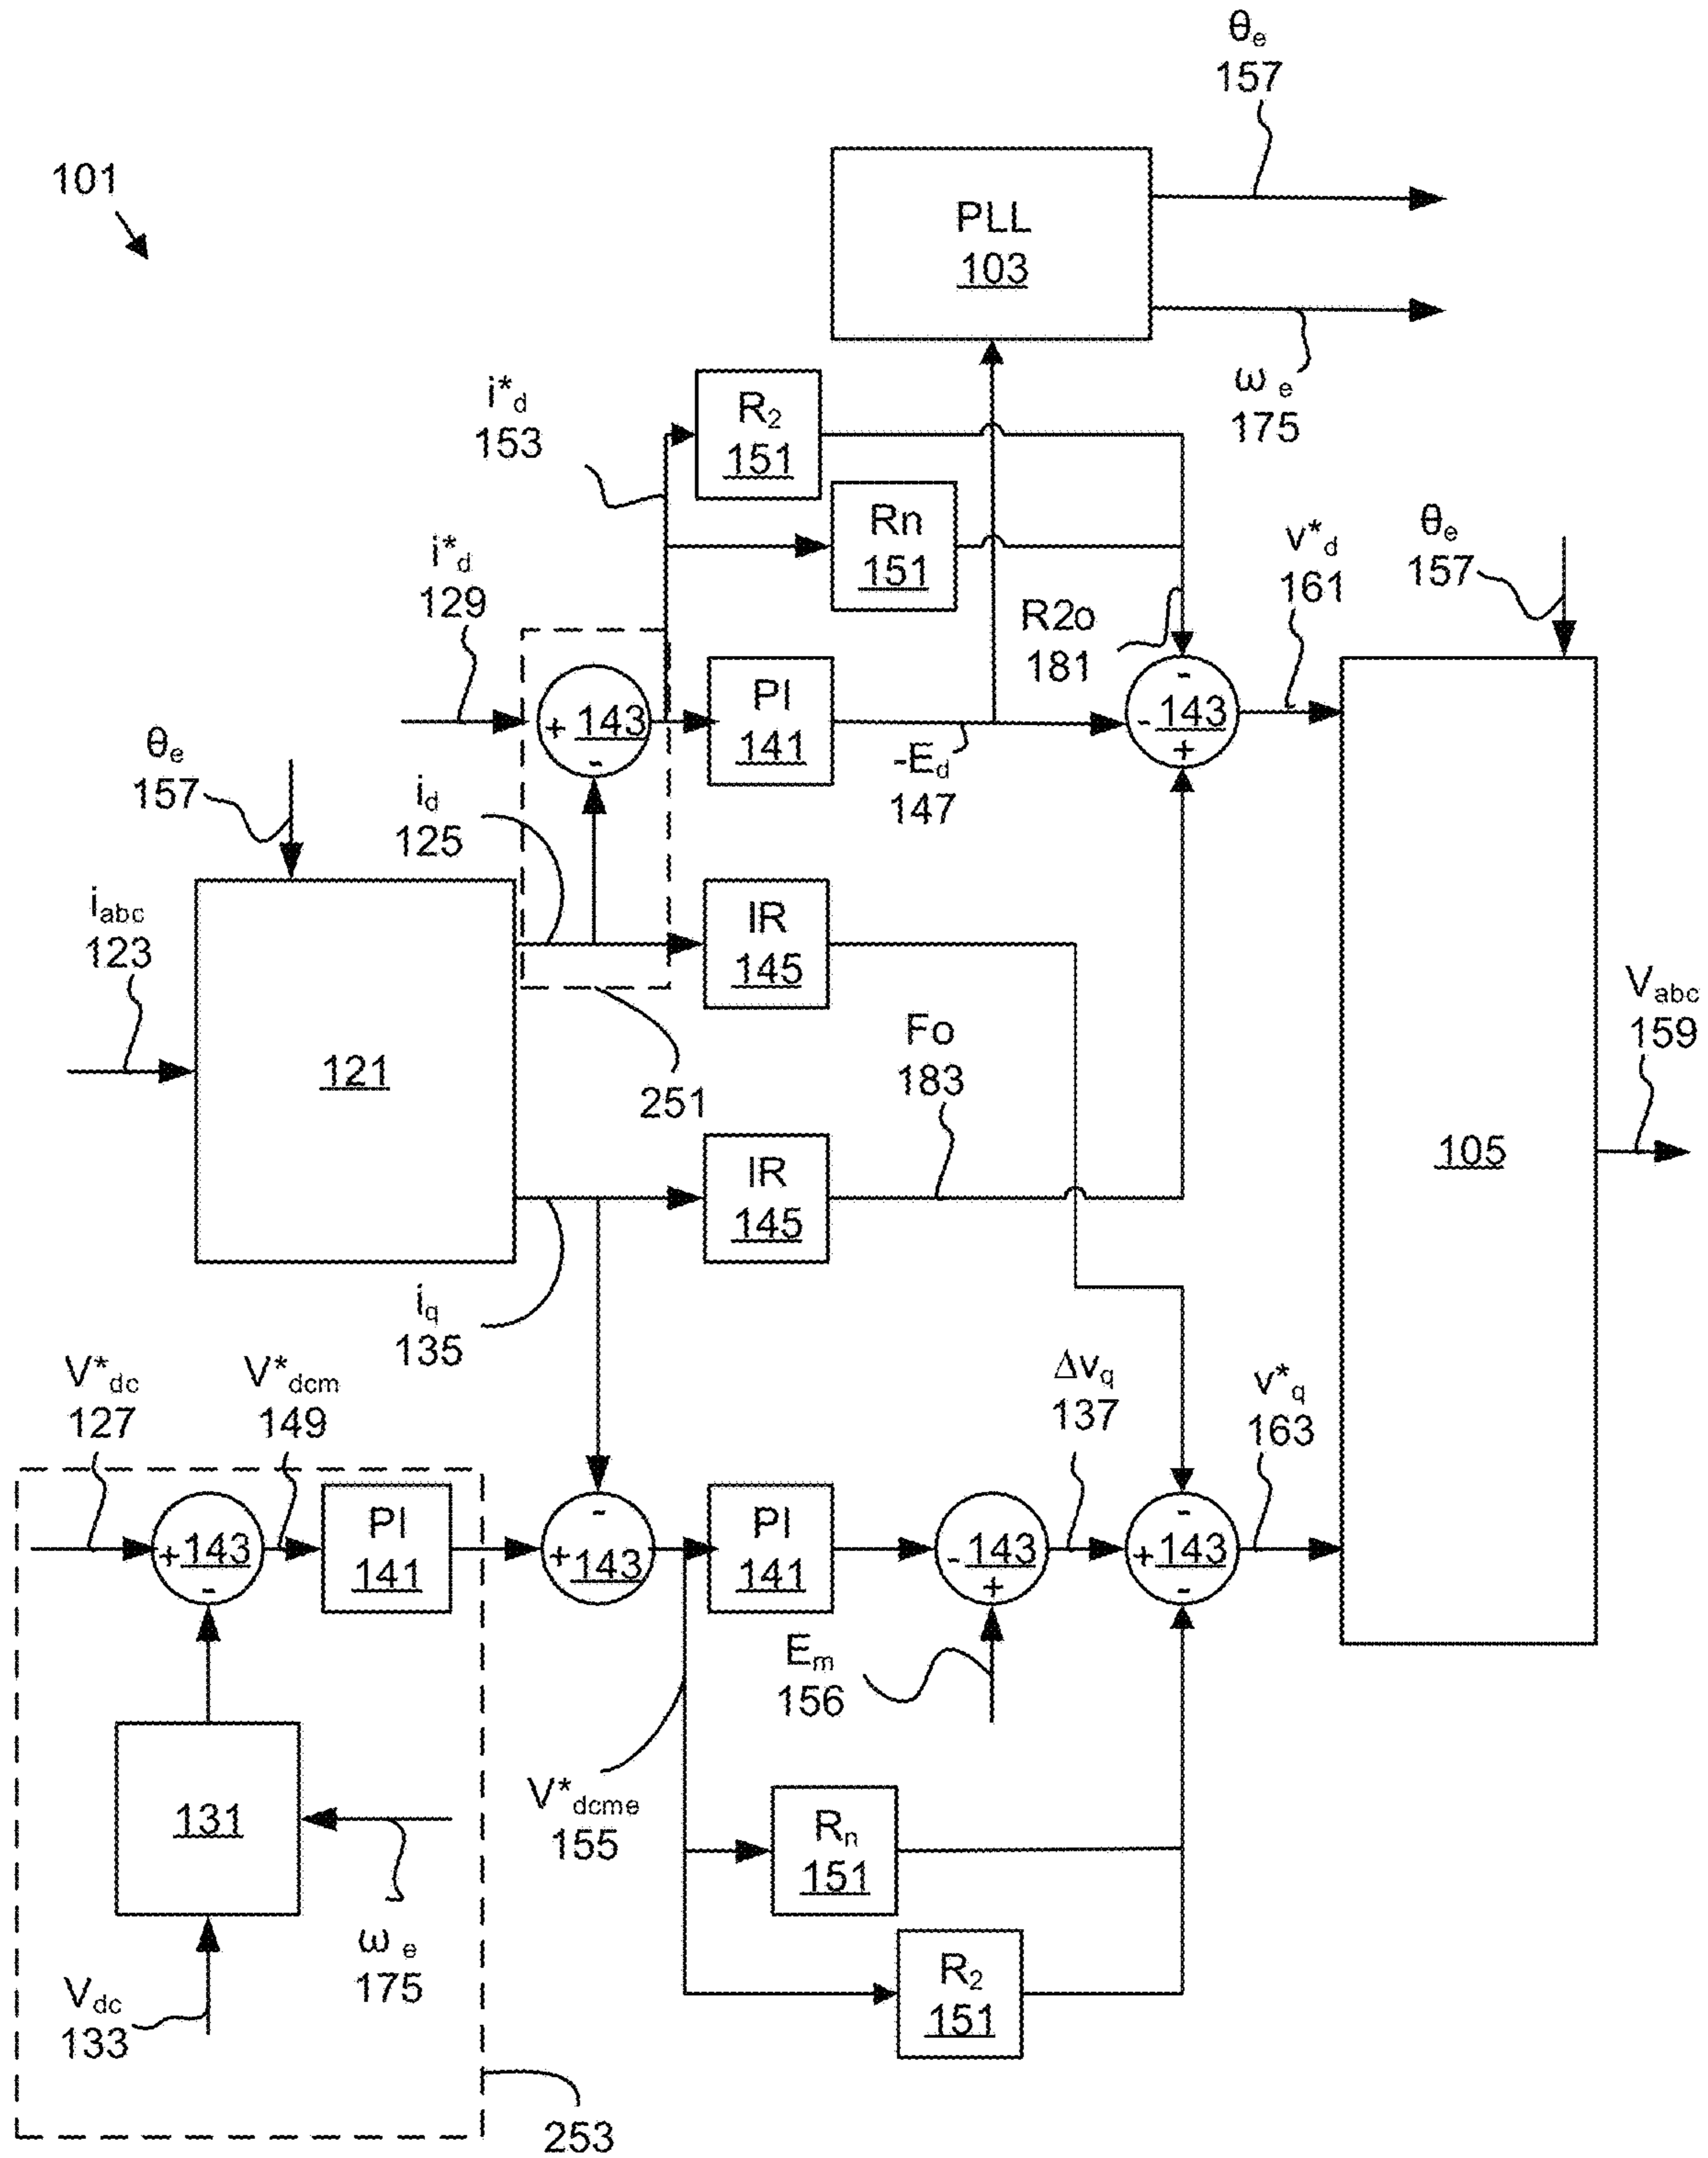 θe
157
101
PLL
103
ωe
175
i*d
153
R2
151
Rn
151
i*d
129
v*d
161
θe
157
R2o
181
+ 143 -
PI
141
-Ed
147
- - 143 +
θe
157
id
125
iabc
123
IR
145
Vabc
159
121
251
Fo
183
105
IR
145
iq
135
V*dc
127
V*dcm
149
Δvq
137
v*q
163
+ 143 -
PI
141
- + 143
PI
141
- 143 +
- + 143 -
Em
156
131
V*dcme
155
Rn
151
ωe
175
Vdc
133
R2
151
253